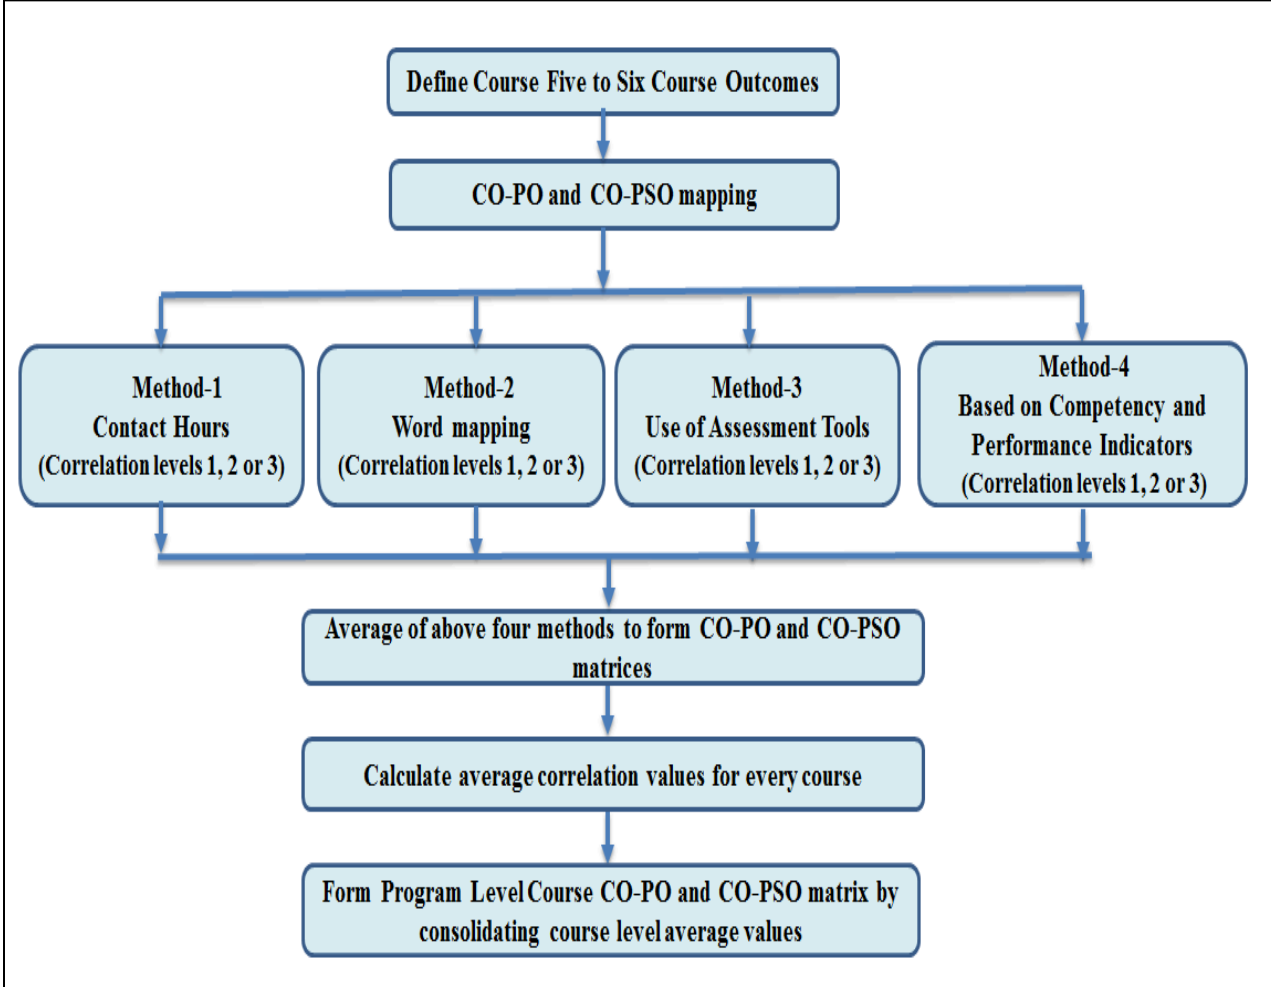 Define Course Five to Six Course Outcomes
CO-PO and CO-PSO mapping
Method-1
Contact Hours
(Correlation levels 1, 2 or 3)
Method-2
Word mapping
(Correlation levels 1, 2 or 3)
Method-3
Use of Assessment Tools
(Correlation levels 1, 2 or 3)
Method-4
Based on Competency and
Performance Indicators
(Correlation levels 1, 2 or 3)
Average of above four methods to form CO-PO and CO-PSO
matrices
Calculate average correlation values for every course
Form Program Level Course CO-PO and CO-PSO matrix by
consolidating course level average values